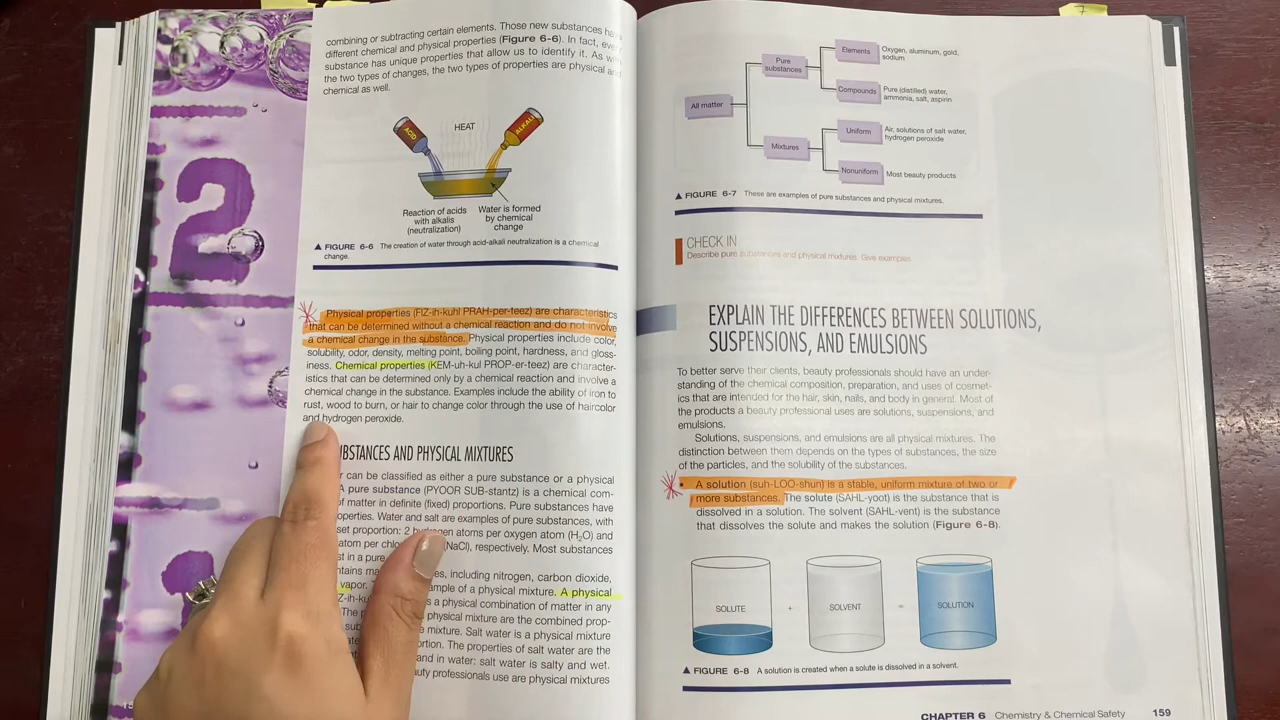 combining or subtracting certain elements. Those new substances
different chemical and physical properties (Figure 6-6). In fact,
substance has unique properties that allow us to identify it. As
the two types of changes, the two types of properties are physical
chemical as well.
ACID
HEAT
ALKALI
Reaction of acids
with alkalis
(neutralization)
Water is formed
by chemical
change
▲ FIGURE 6-6 The creation of water through acid-alkali neutralization is a chemical
change.
2
Physical properties (FIZ-ih-kuhl PRAH-per-teez) are characteristics
that can be determined without a chemical reaction and do not involve
a chemical change in the substance. Physical properties include color,
solubility, odor, density, melting point, boiling point, hardness, and gloss-
iness. Chemical properties (KEM-uh-kul PROP-er-teez) are character-
istics that can be determined only by a chemical reaction and involve a
chemical change in the substance. Examples include the ability of iron to
rust, wood to burn, or hair to change color through the use of haircolor
and hydrogen peroxide.
AND PHYSICAL MIXTURES
can be classified as either a pure substance or a physical
A pure substance (PYOOR SUB-stantz) is a chemical com-
of matter in definite (fixed) proportions. Pure substances have
Water and salt are examples of pure substances, with
set proportion: 2 hydrogen atoms per oxygen atom (H₂O) and
atom per (NaCl), respectively. Most substances
in a pure
including nitrogen, carbon dioxide,
vapor. of a physical mixture. A physical
a physical combination of matter in any
physical mixture are the combined prop-
mixture. Salt water is a physical mixture
The properties of salt water are the
and in water: salt water is salty and wet.
professionals use are physical mixtures
7
All matter
Pure
substances
Mixtures
Elements
Oxygen, aluminum, gold,
sodium
Compounds
Pure (distilled) water,
ammonia, salt, aspirin
Uniform
Air, solutions of salt water,
hydrogen peroxide
Nonuniform
Most beauty products
▲ FIGURE 6-7 These are examples of pure substances and physical mixtures.
CHECK IN
Describe pure substances and physical mixtures. Give examples.
EXPLAIN THE DIFFERENCES BETWEEN SOLUTIONS,
SUSPENSIONS, AND EMULSIONS
To better serve their clients, beauty professionals should have an under-
standing of the chemical composition, preparation, and uses of cosmet-
ics that are intended for the hair, skin, nails, and body in general. Most of
the products a beauty professional uses are solutions, suspensions, and
emulsions.
Solutions, suspensions, and emulsions are all physical mixtures. The
distinction between them depends on the types of substances, the size
of the particles, and the solubility of the substances.
• A solution (suh-LOO-shun) is a stable, uniform mixture of two or
more substances. The solute (SAHL-yoot) is the substance that is
dissolved in a solution. The solvent (SAHL-vent) is the substance
that dissolves the solute and makes the solution (Figure 6-8).
SOLUTE + SOLVENT = SOLUTION
▲ FIGURE 6-8 A solution is created when a solute is dissolved in a solvent.
CHAPTER 6 Chemistry & Chemical Safety 159